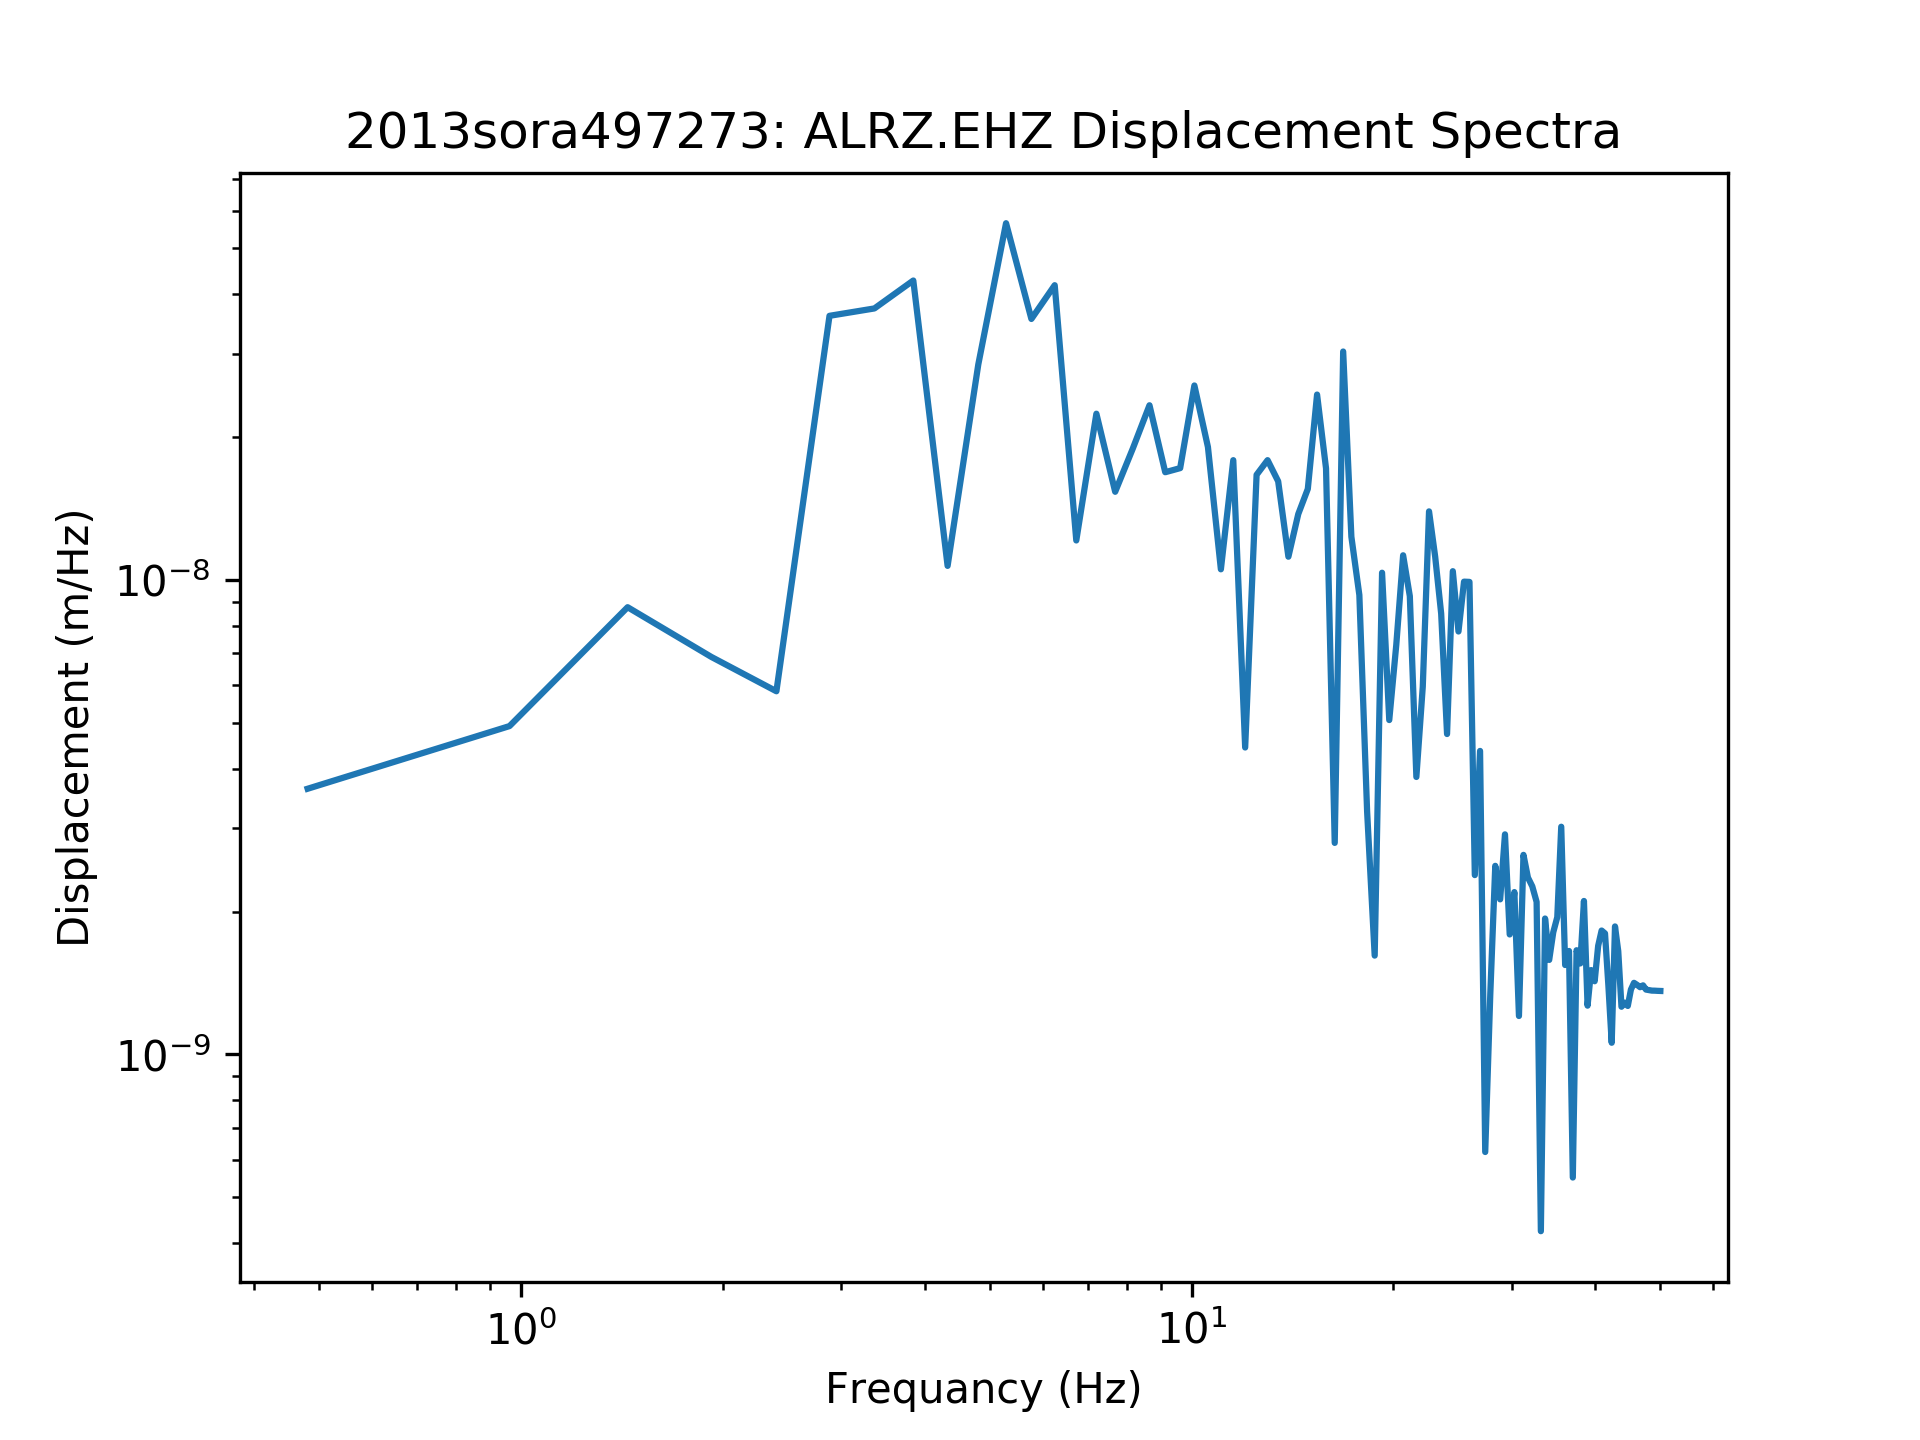 2013sora497273: ALRZ.EHZ Displacement Spectra
Displacement (m/Hz)
10⁻⁸
10⁻⁹
10⁰ 10¹
Frequancy (Hz)